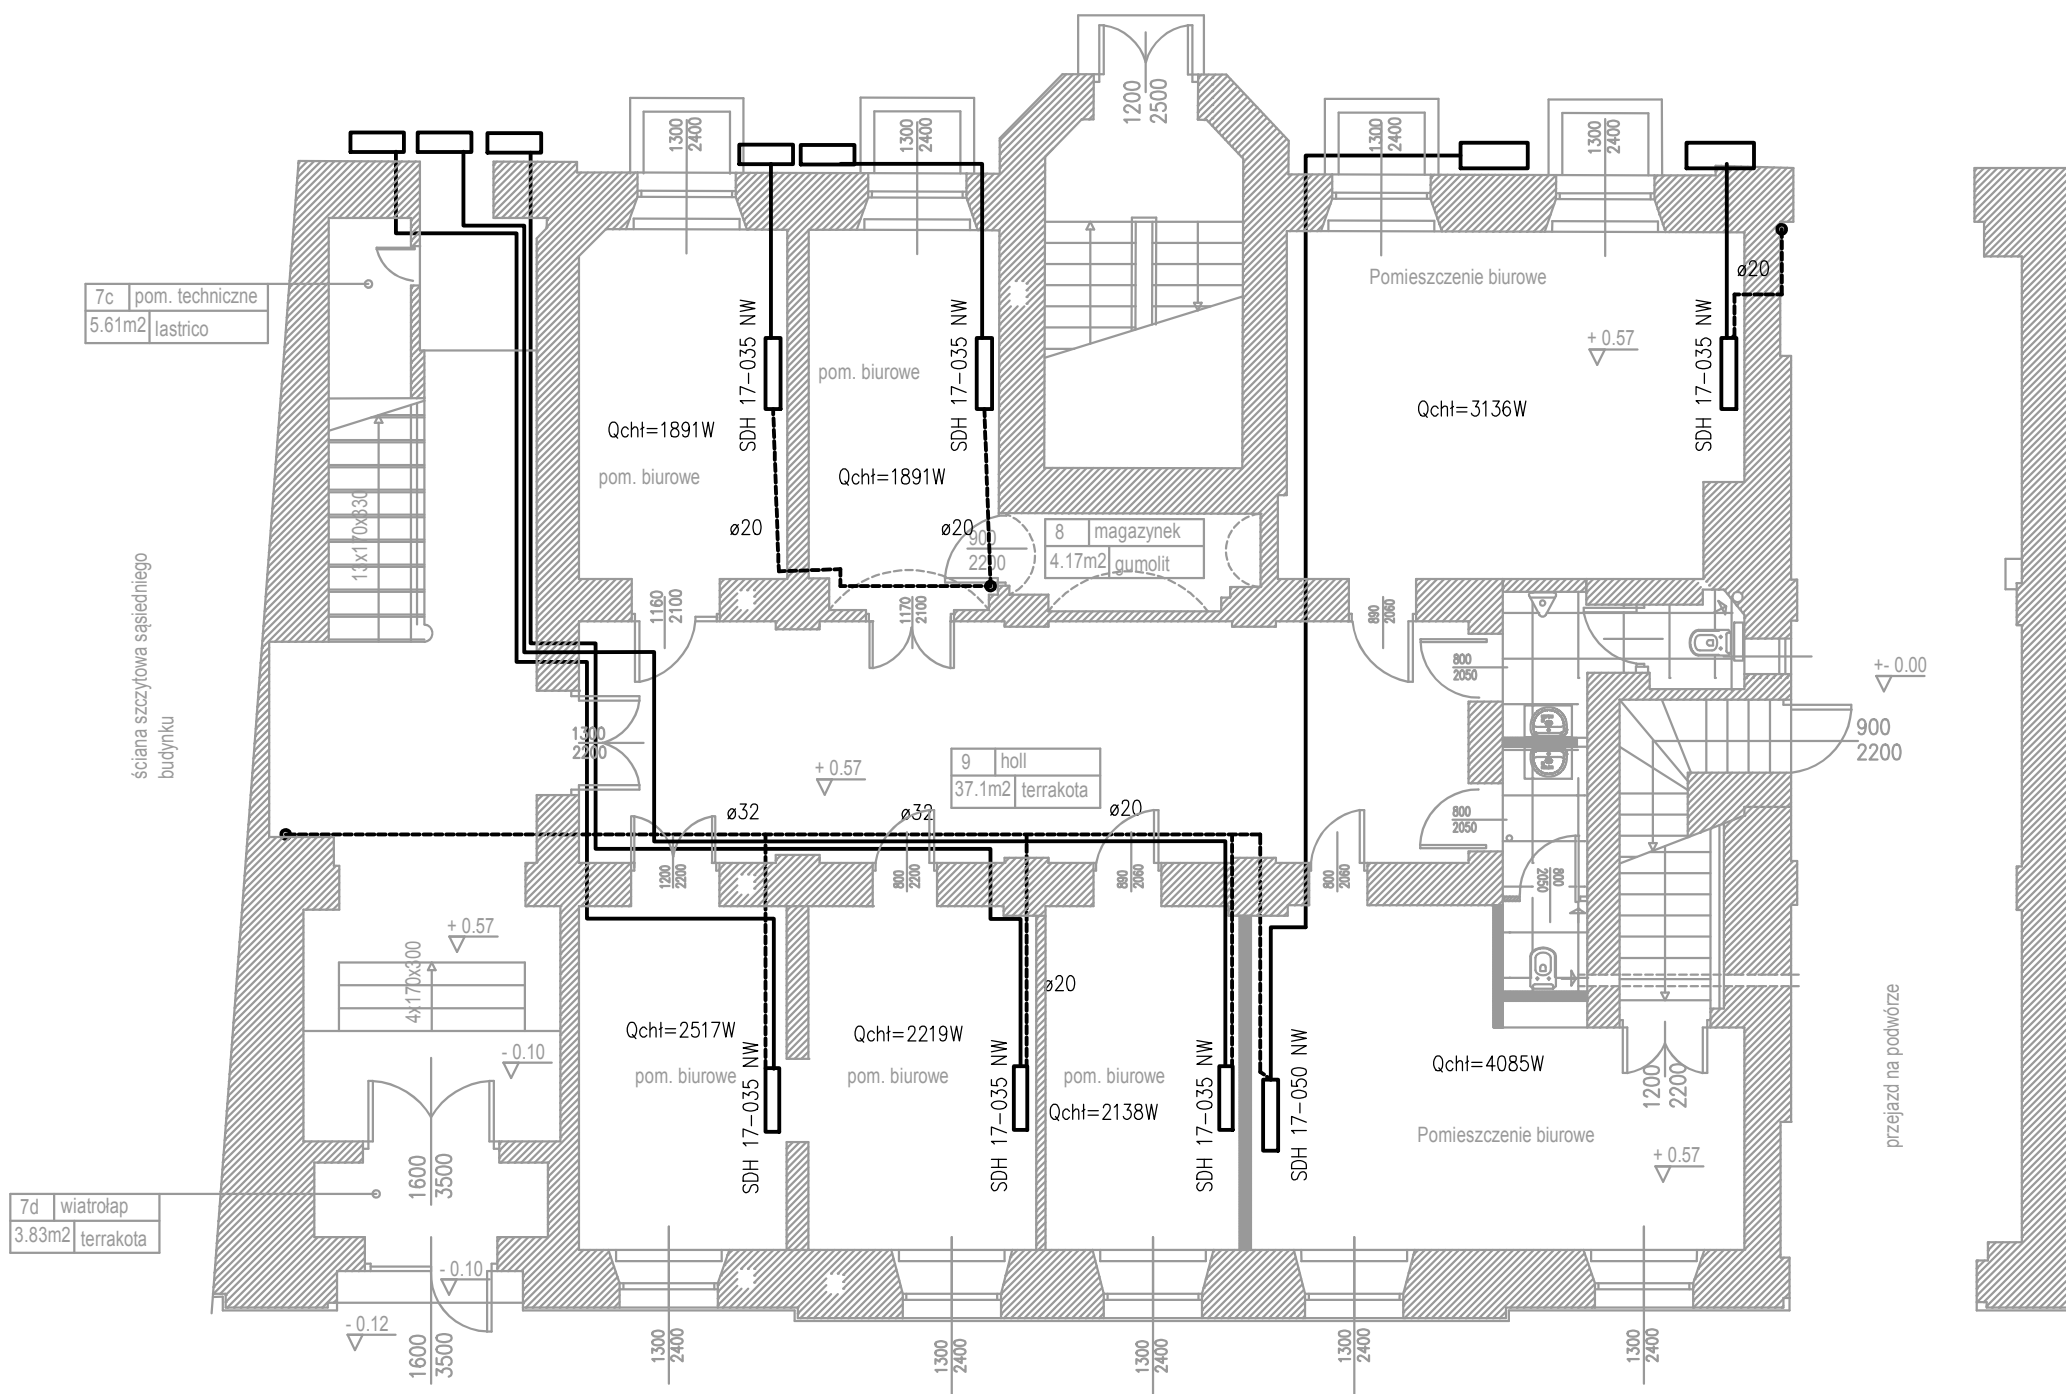 1200
2500
1300
2400
1300
2400
1300
2400
1300
2400
7c pom. techniczne
5.61m2 lastrico
Pomieszczenie biurowe
ø20
+ 0.57
SDH 17-035 NW
SDH 17-035 NW
SDH 17-035 NW
pom. biurowe
Qchł=1891W
pom. biurowe
Qchł=1891W
Qchł=3136W
ø20
ø20
13x170x330
900
2200
8 magazynek
4.17m2 gumolit
1160
2100
1170
2100
890
2060
800
2050
+- 0.00
900
2200
ściana szczytowa sąsiedniego
budynku
1300
2200
+ 0.57
9 holl
37.1m2 terrakota
ø32
ø32
ø20
800
2050
1200
2200
800
2200
890
2060
800
2060
800
2050
+ 0.57
4x170x300
- 0.10
ø20
Qchł=2517W
pom. biurowe
SDH 17-035 NW
Qchł=2219W
pom. biurowe
SDH 17-035 NW
pom. biurowe
Qchł=2138W
SDH 17-035 NW
SDH 17-050 NW
Qchł=4085W
Pomieszczenie biurowe
+ 0.57
1200
2200
przejazd na podwórze
1600
3500
7d wiatrołap
3.83m2 terrakota
- 0.10
- 0.12
1600
3500
1300
2400
1300
2400
1300
2400
1300
2400
1300
2400